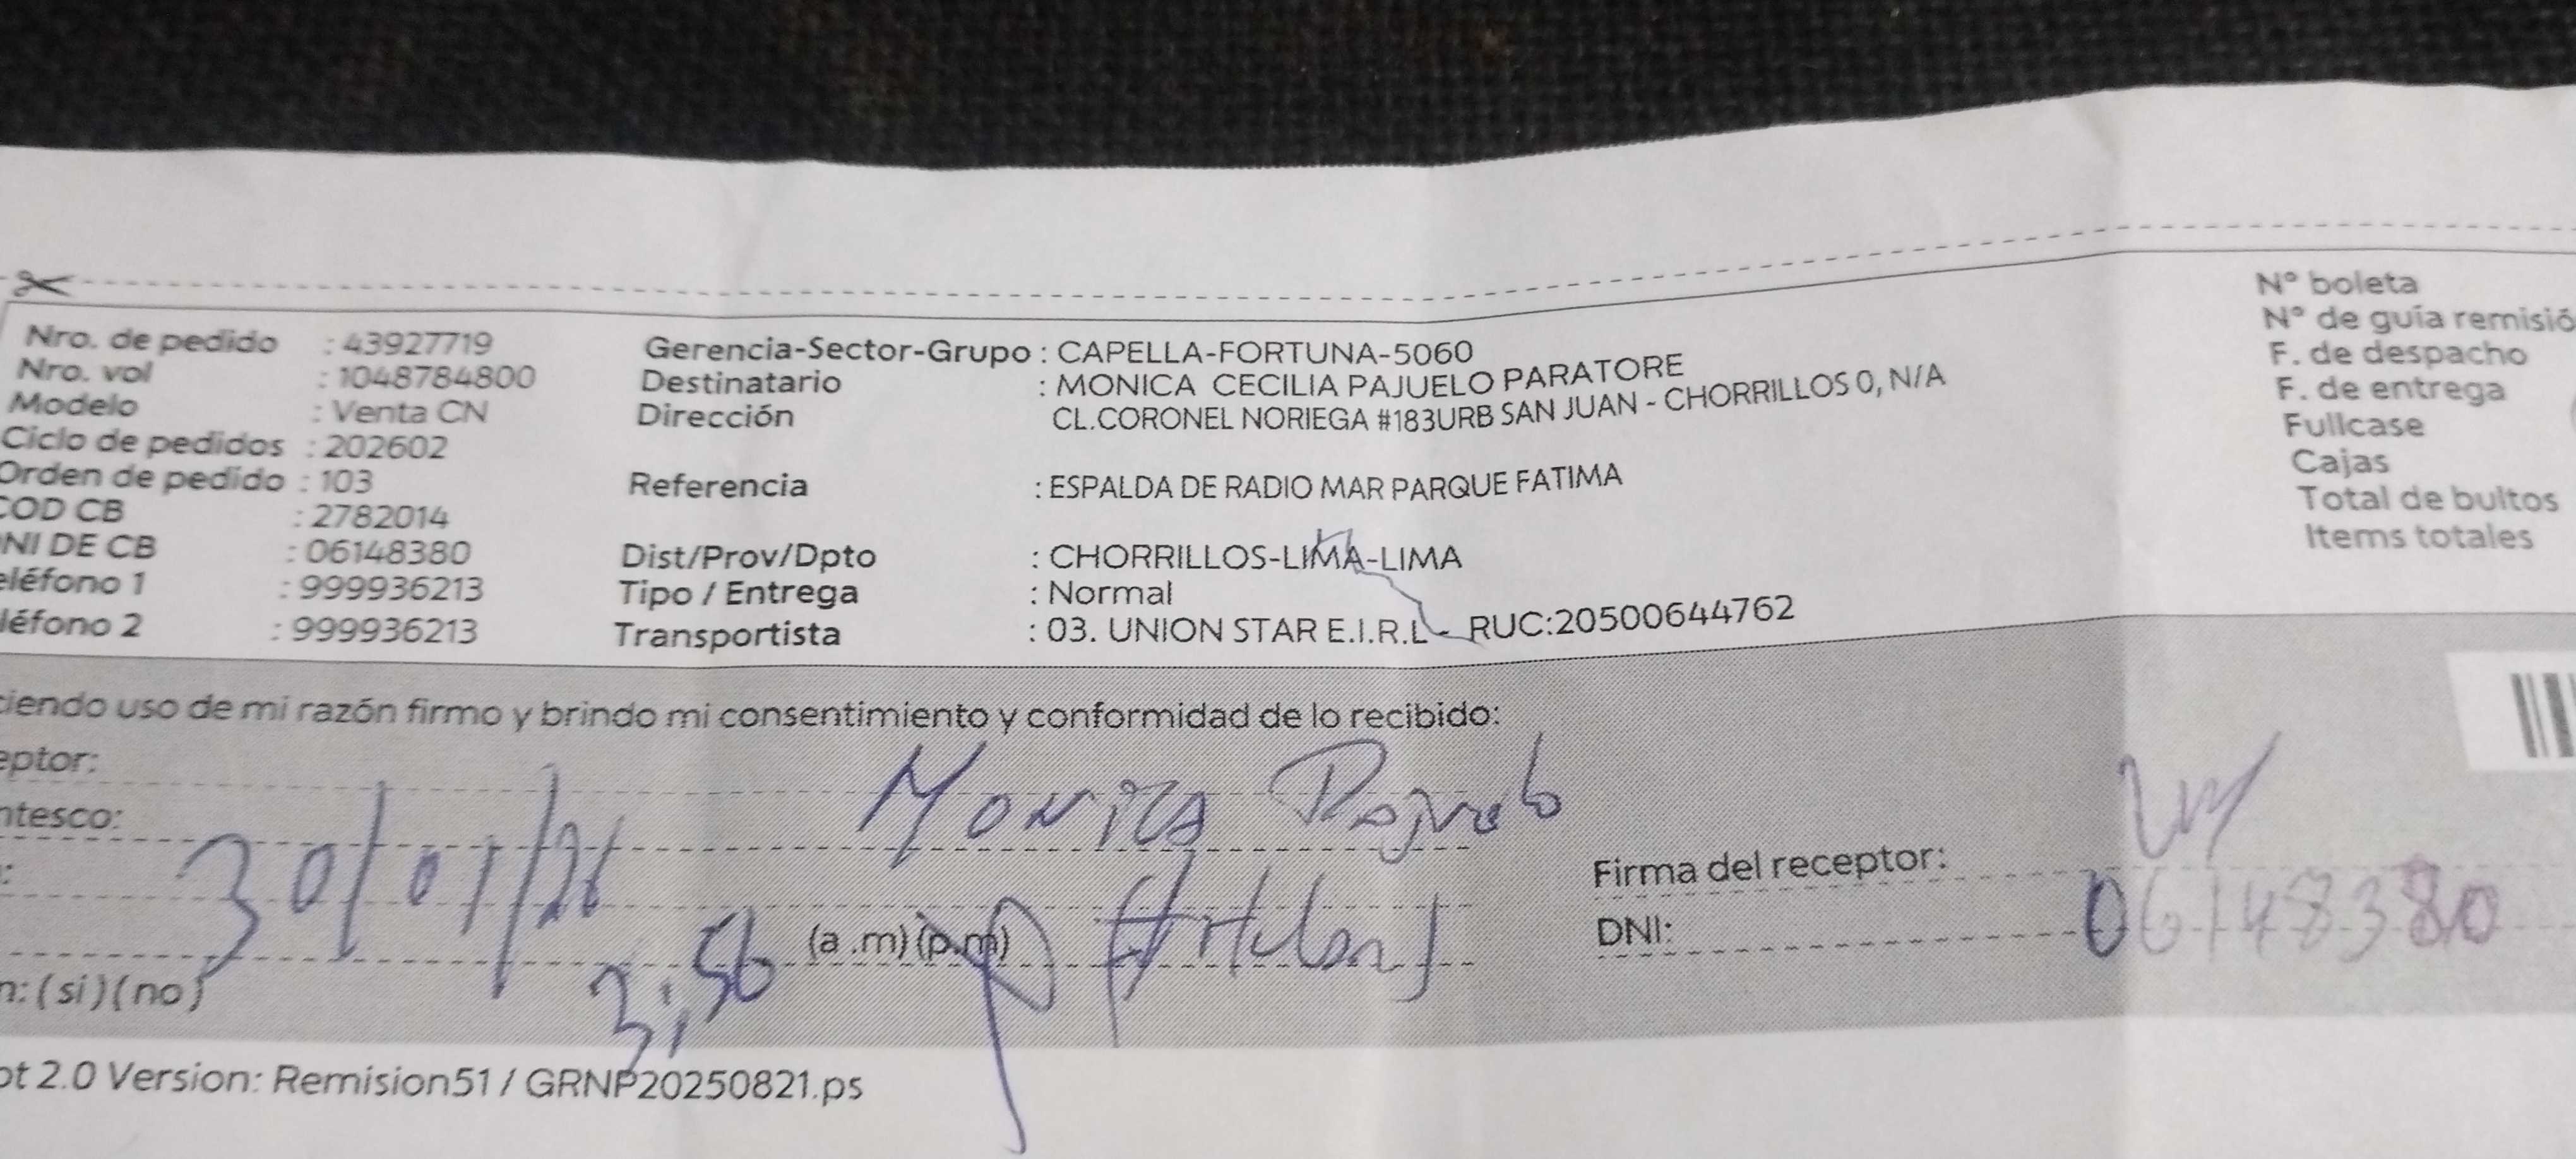 Nro. de pedido : 43927719
Nro. vol : 1048784800
Modelo : Venta CN
Ciclo de pedidos : 202602
Orden de pedido : 103
COD CB : 2782014
NI DE CB : 06148380
eléfono 1 : 999936213
léfono 2 : 999936213
Gerencia-Sector-Grupo : CAPELLA-FORTUNA-5060
Destinatario : MONICA CECILIA PAJUELO PARATORE
Dirección CL.CORONEL NORIEGA #183URB SAN JUAN - CHORRILLOS 0, N/A
Referencia : ESPALDA DE RADIO MAR PARQUE FATIMA
Dist/Prov/Dpto : CHORRILLOS-LIMA-LIMA
Tipo / Entrega : Normal
Transportista : 03. UNION STAR E.I.R.L - RUC:20500644762
N° boleta
N° de guía remisió
F. de despacho
F. de entrega
Fullcase
Cajas
Total de bultos
Items totales
ciendo uso de mi razón firmo y brindo mi consentimiento y conformidad de lo recibido:
eptor: Monica Pajuelo
ntesco:
: 30/01/26
3:56 (a .m) (p.m)
Firma del receptor:
DNI: 06148380
n: (si) (no)
ot 2.0 Version: Remision51 / GRNP20250821.ps